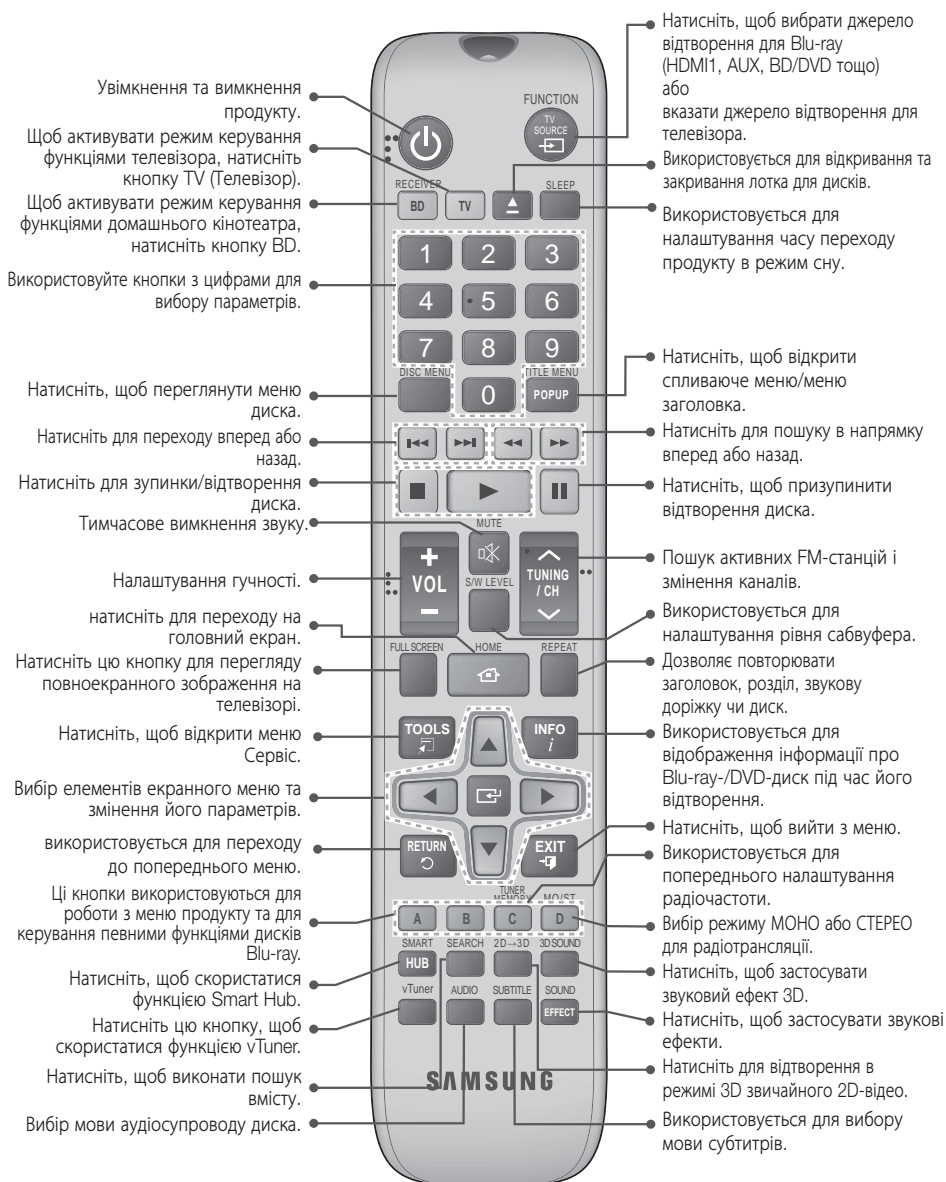 Увімкнення та вимкнення
продукту.
Щоб активувати режим керування
функціями телевізора, натисніть
кнопку TV (Телевізор).
Щоб активувати режим керування
функціями домашнього кінотеатра,
натисніть кнопку BD.
Використовуйте кнопки з цифрами для
вибору параметрів.
Натисніть, щоб переглянути меню
диска.
Натисніть для переходу вперед або
назад.
Натисніть для зупинки/відтворення
диска.
Тимчасове вимкнення звуку.
Налаштування гучності.
натисніть для переходу на
головний екран.
Натисніть цю кнопку для перегляду
повноекранного зображення на
телевізорі.
Натисніть, щоб відкрити меню
Сервіс.
Вибір елементів екранного меню та
змінення його параметрів.
використовується для переходу
до попереднього меню.
Ці кнопки використовуються для
роботи з меню продукту та для
керування певними функціями дисків
Blu-ray.
Натисніть, щоб скористатися
функцією Smart Hub.
Натисніть цю кнопку, щоб
скористатися функцією vTuner.
Натисніть, щоб виконати пошук
вмісту.
Вибір мови аудіосупроводу диска.
FUNCTION
TV
SOURCE
RECEIVER
SLEEP
BD
TV
1 2 3
4 5 6
7 8 9
DISC MENU
TITLE MENU
0
POPUP
MUTE
+
VOL
−
S/W LEVEL
TUNING
/ CH
FULL SCREEN
HOME
REPEAT
TOOLS
INFO
i
RETURN
EXIT
TUNER
MEMORY
MO/ST
A B C D
SMART
SEARCH
2D→3D
3D SOUND
HUB
vTuner
AUDIO
SUBTITLE
SOUND
EFFECT
SAMSUNG
Натисніть, щоб вибрати джерело
відтворення для Blu-ray
(HDMI1, AUX, BD/DVD тощо)
або
вказати джерело відтворення для
телевізора.
Використовується для відкривання та
закривання лотка для дисків.
Використовується для
налаштування часу переходу
продукту в режим сну.
Натисніть, щоб відкрити
спливаюче меню/меню
заголовка.
Натисніть для пошуку в напрямку
вперед або назад.
Натисніть, щоб призупинити
відтворення диска.
Пошук активних FM-станцій і
змінення каналів.
Використовується для
налаштування рівня сабвуфера.
Дозволяє повторювати
заголовок, розділ, звукову
доріжку чи диск.
Використовується для
відображення інформації про
Blu-ray-/DVD-диск під час його
відтворення.
Натисніть, щоб вийти з меню.
Використовується для
попереднього налаштування
радіочастоти.
Вибір режиму МОНО або СТЕРЕО
для радіотрансляції.
Натисніть, щоб застосувати
звуковий ефект 3D.
Натисніть, щоб застосувати звукові
ефекти.
Натисніть для відтворення в
режимі 3D звичайного 2D-відео.
Використовується для вибору
мови субтитрів.